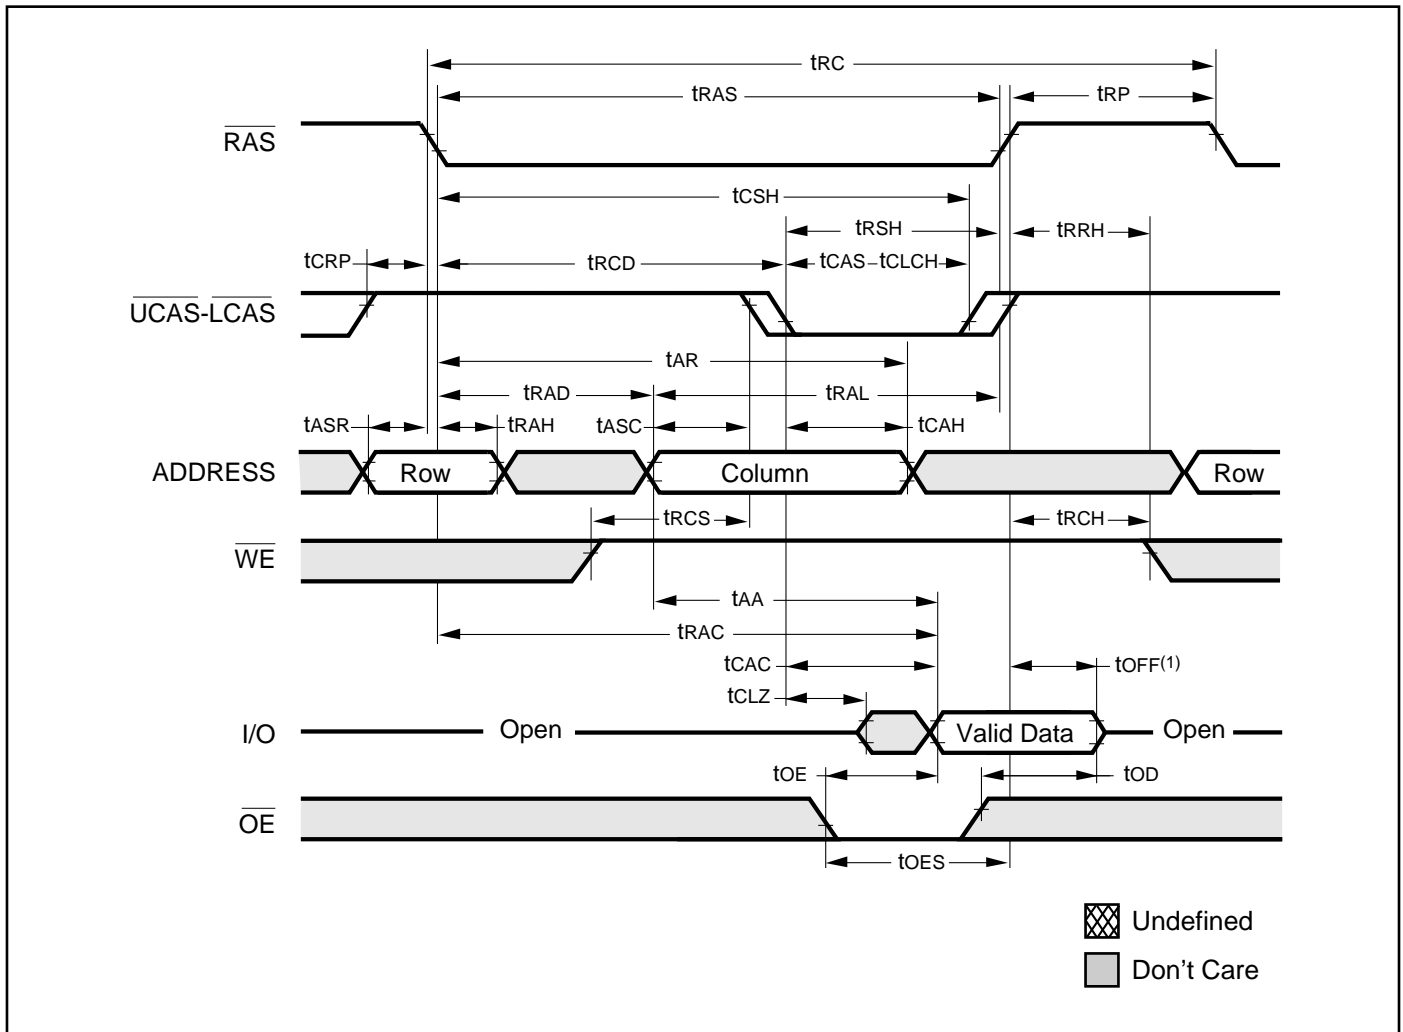 tRC
tRAS
tRP
RAS
tCSH
tRSH
tRRH
tCRP
tRCD
tCAS-tCLCH
UCAS-LCAS
tAR
tRAD
tRAL
tASR
tRAH
tASC
tCAH
ADDRESS
Row
Column
Row
tRCS
tRCH
WE
tAA
tRAC
tCAC
tOFF(1)
tCLZ
I/O
Open
Valid Data
Open
tOE
tOD
OE
tOES
Undefined
Don't Care